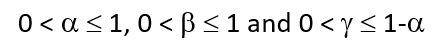 0 < α ≤ 1, 0 < β ≤ 1 and 0 < γ ≤ 1-α